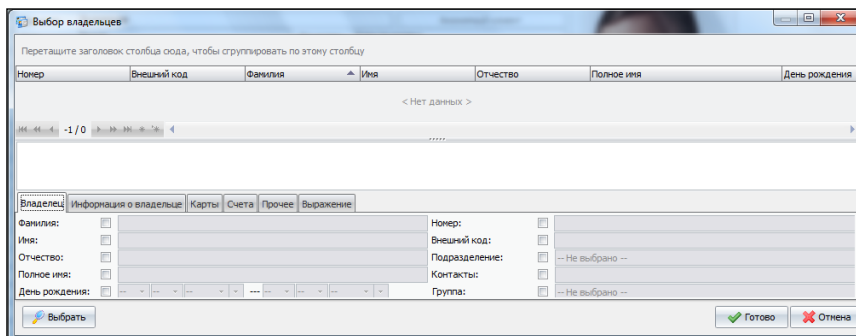 Выбор владельцев
Перетащите заголовок столбца сюда, чтобы сгруппировать по этому столбцу
Номер Внешний код Фамилия Имя Отчество Полное имя День рождения
< Нет данных >
-1 / 0
Владелец Информация о владельце Карты Счета Прочее Выражение
Фамилия: Номер:
Имя: Внешний код:
Отчество: Подразделение: -- Не выбрано --
Полное имя: Контакты:
День рождения: -- -- -- --- -- -- -- Группа: -- Не выбрано --
Выбрать Готово Отмена